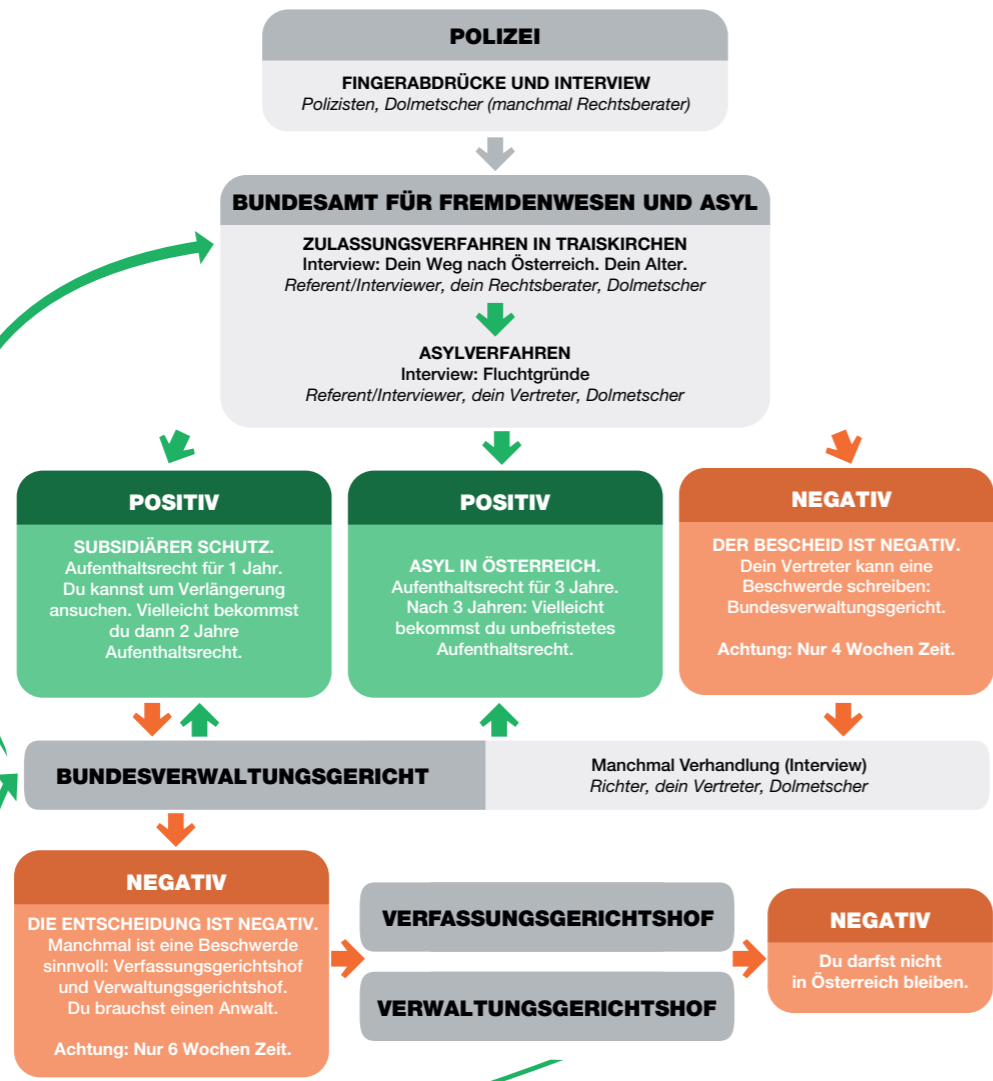 POLIZEI
FINGERABDRÜCKE UND INTERVIEW
Polizisten, Dolmetscher (manchmal Rechtsberater)
BUNDESAMT FÜR FREMDENWESEN UND ASYL
ZULASSUNGSVERFAHREN IN TRAISKIRCHEN
Interview: Dein Weg nach Österreich. Dein Alter.
Referent/Interviewer, dein Rechtsberater, Dolmetscher
ASYLVERFAHREN
Interview: Fluchtgründe
Referent/Interviewer, dein Vertreter, Dolmetscher
POSITIV
SUBSIDIÄRER SCHUTZ.
Aufenthaltsrecht für 1 Jahr.
Du kannst um Verlängerung
ansuchen. Vielleicht bekommst
du dann 2 Jahre
Aufenthaltsrecht.
POSITIV
ASYL IN ÖSTERREICH.
Aufenthaltsrecht für 3 Jahre.
Nach 3 Jahren: Vielleicht
bekommst du unbefristetes
Aufenthaltsrecht.
NEGATIV
DER BESCHEID IST NEGATIV.
Dein Vertreter kann eine
Beschwerde schreiben:
Bundesverwaltungsgericht.
Achtung: Nur 4 Wochen Zeit.
BUNDESVERWALTUNGSGERICHT
Manchmal Verhandlung (Interview)
Richter, dein Vertreter, Dolmetscher
NEGATIV
DIE ENTSCHEIDUNG IST NEGATIV.
Manchmal ist eine Beschwerde
sinnvoll: Verfassungsgerichtshof
und Verwaltungsgerichtshof.
Du brauchst einen Anwalt.
Achtung: Nur 6 Wochen Zeit.
VERFASSUNGSGERICHTSHOF
VERWALTUNGSGERICHTSHOF
NEGATIV
Du darfst nicht
in Österreich bleiben.